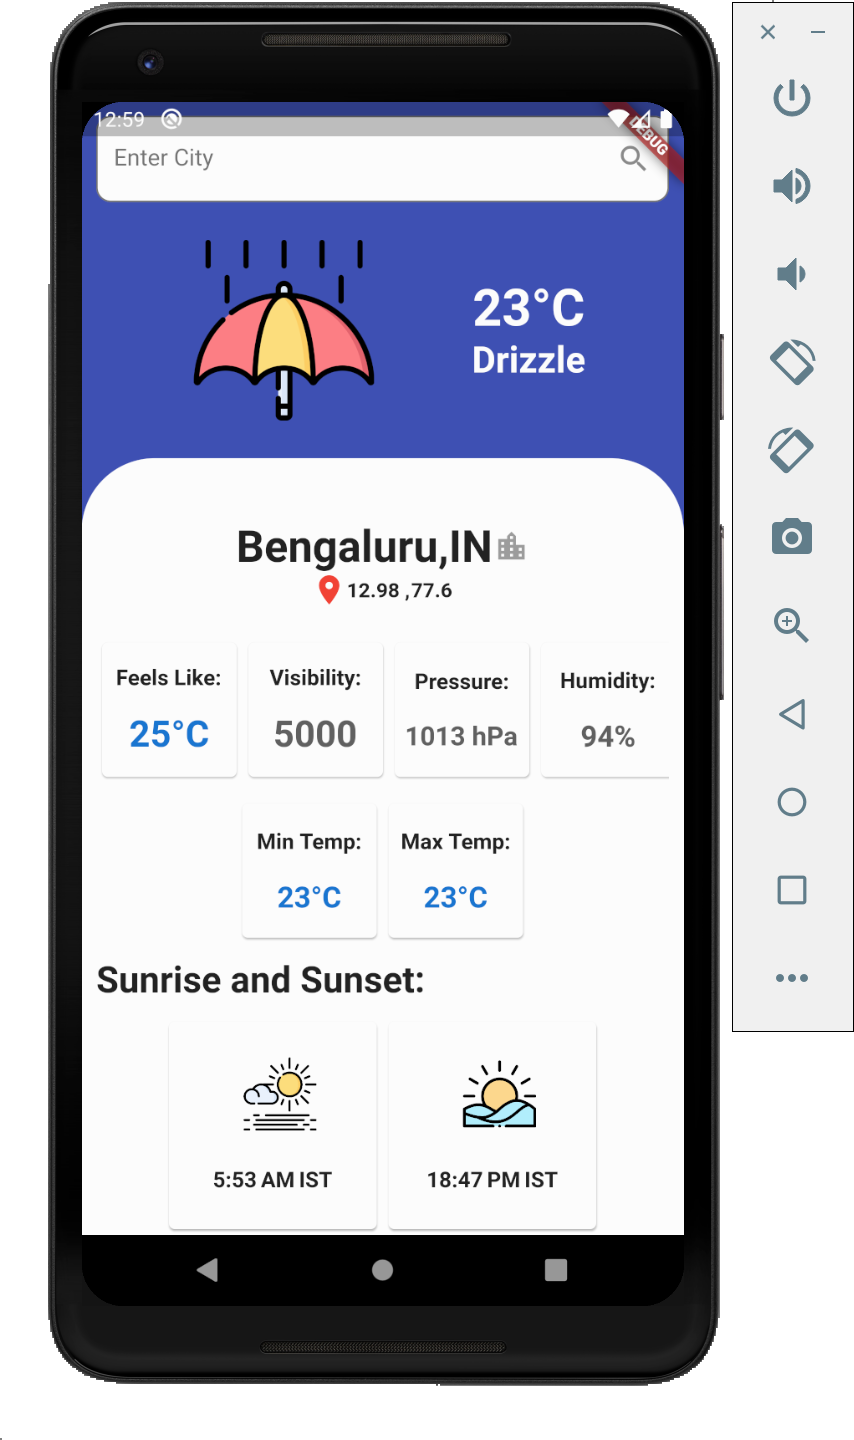 12:59
DEBUG
Enter City
23°C
Drizzle
Bengaluru,IN
12.98 ,77.6
Feels Like: Visibility: Pressure: Humidity:
25°C 5000 1013 hPa 94%
Min Temp: Max Temp:
23°C 23°C
Sunrise and Sunset:
5:53 AM IST 18:47 PM IST